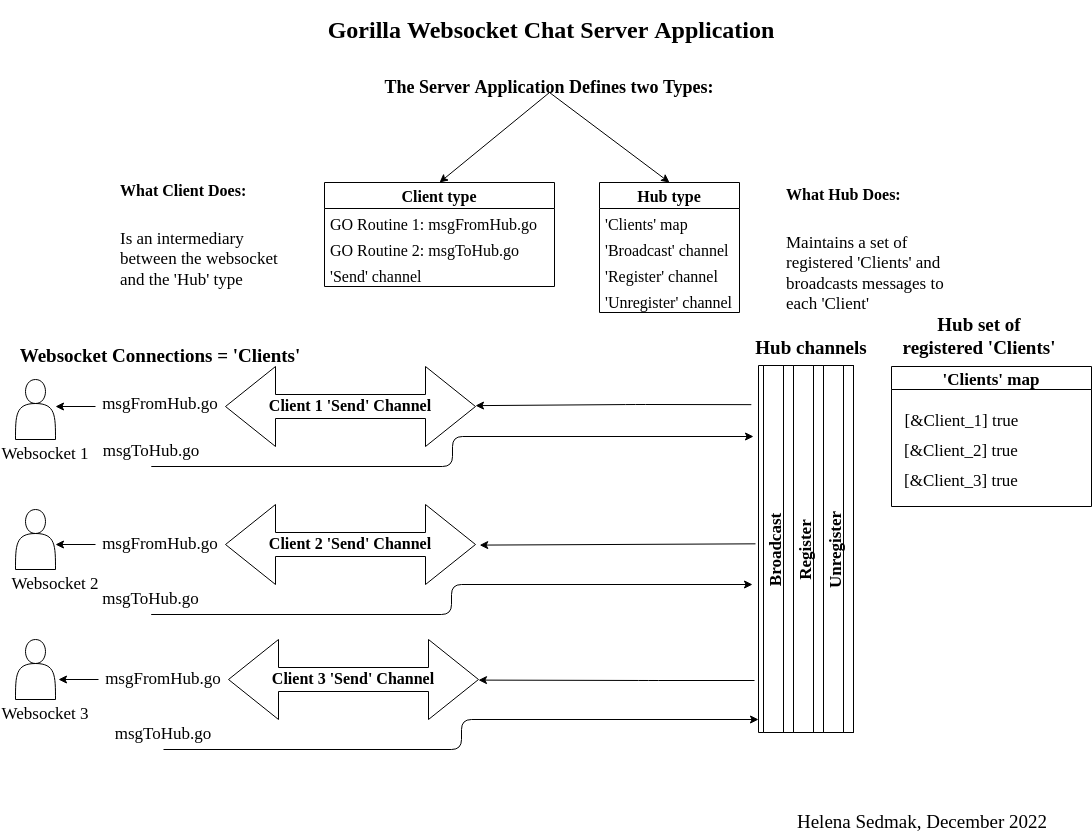 Gorilla Websocket Chat Server Application
The Server Application Defines two Types:
What Client Does:
Is an intermediary
between the websocket
and the 'Hub' type
Client type
GO Routine 1: msgFromHub.go
GO Routine 2: msgToHub.go
'Send' channel
Hub type
'Clients' map
'Broadcast' channel
'Register' channel
'Unregister' channel
What Hub Does:
Maintains a set of
registered 'Clients' and
broadcasts messages to
each 'Client'
Websocket Connections = 'Clients'
msgFromHub.go
Client 1 'Send' Channel
Websocket 1
msgToHub.go
msgFromHub.go
Client 2 'Send' Channel
Websocket 2
msgToHub.go
msgFromHub.go
Client 3 'Send' Channel
Websocket 3
msgToHub.go
Hub channels
Broadcast
Register
Unregister
Hub set of
registered 'Clients'
'Clients' map
[&Client_1] true
[&Client_2] true
[&Client_3] true
Helena Sedmak, December 2022